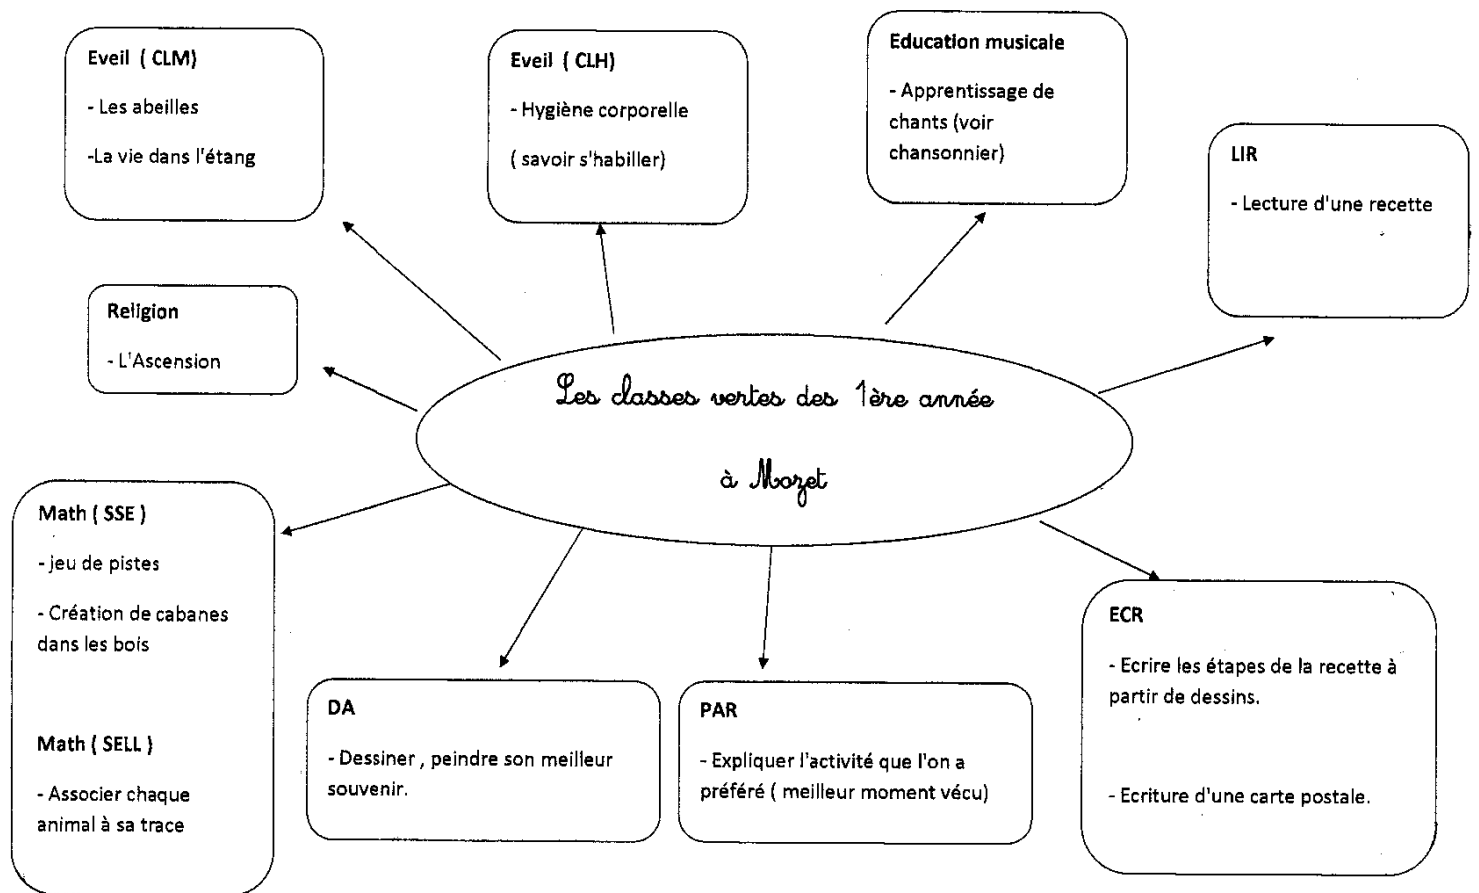 Eveil ( CLM)
- Les abeilles
-La vie dans l'étang
Eveil ( CLH)
- Hygiène corporelle
( savoir s'habiller)
Education musicale
- Apprentissage de
chants (voir
chansonnier)
LIR
- Lecture d'une recette
Religion
- L'Ascension
Les classes vertes des 1ère année
à Mozet
Math ( SSE )
- jeu de pistes
- Création de cabanes
dans les bois
Math ( SELL )
- Associer chaque
animal à sa trace
DA
- Dessiner , peindre son meilleur
souvenir.
PAR
- Expliquer l'activité que l'on a
préféré ( meilleur moment vécu)
ECR
- Ecrire les étapes de la recette à
partir de dessins.
- Ecriture d'une carte postale.